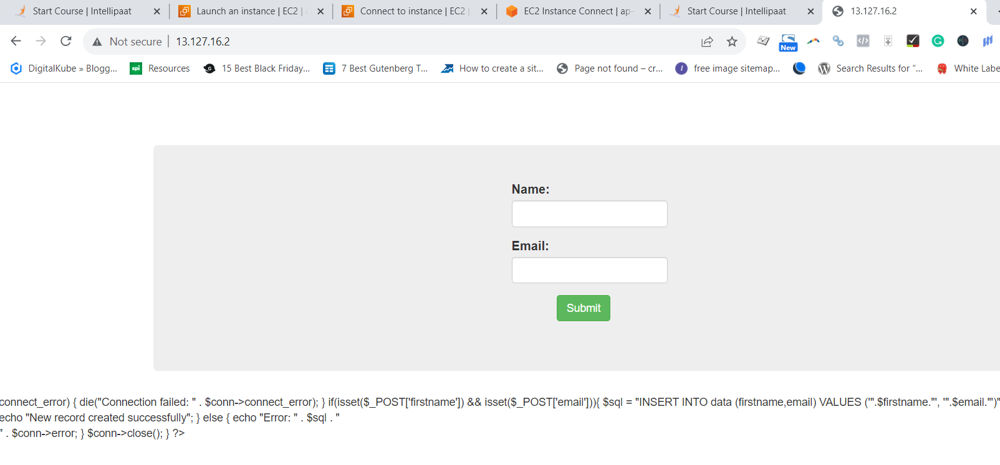 Start Course | Intellipaat
Launch an instance | EC2 |
Connect to instance | EC2 |
EC2 Instance Connect | ap-
Start Course | Intellipaat
13.127.16.2
Not secure
13.127.16.2
New
DigitalKube » Blogg...
spi
Resources
G
15 Best Black Friday...
7 Best Gutenberg T...
How to create a sit...
Page not found – cr...
free image sitemap...
Search Results for “...
White Labe
Name:
Email:
Submit
connect_error) { die("Connection failed: " . $conn->connect_error); } if(isset($_POST['firstname']) && isset($_POST['email'])){ $sql = "INSERT INTO data (firstname,email) VALUES ('".$firstname."', '".$email."')"
echo "New record created successfully"; } else { echo "Error: " . $sql . "
" . $conn->error; } $conn->close(); } ?>